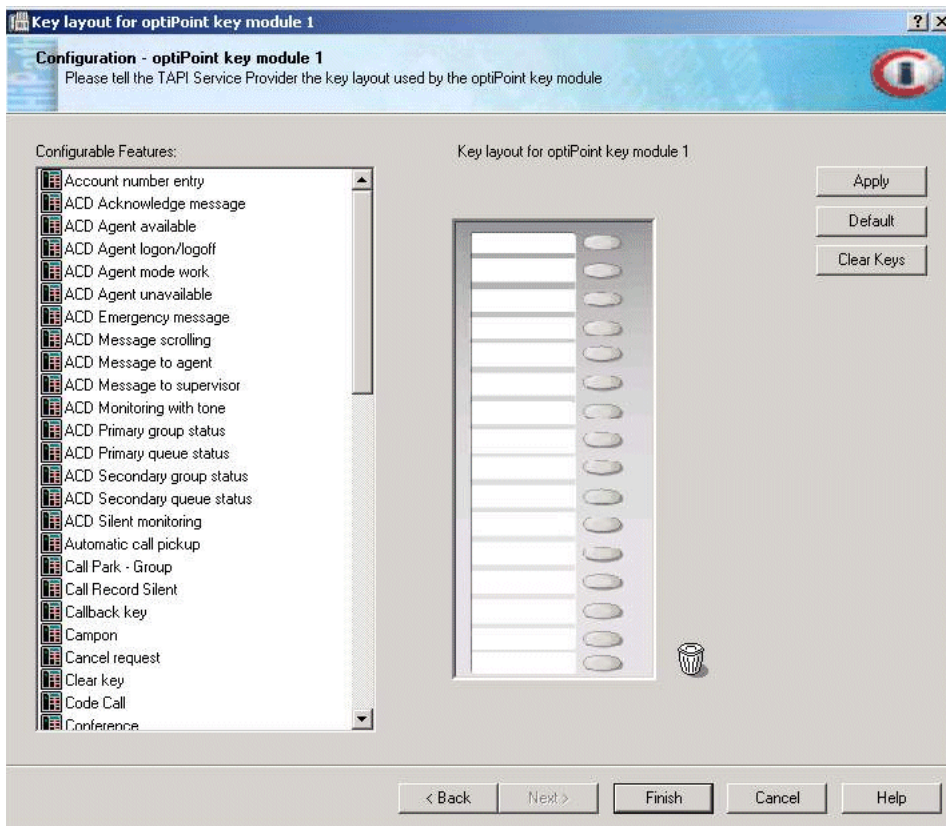 Key layout for optiPoint key module 1
Configuration - optiPoint key module 1
Please tell the TAPI Service Provider the key layout used by the optiPoint key module
Configurable Features:
Account number entry
ACD Acknowledge message
ACD Agent available
ACD Agent logon/logoff
ACD Agent mode work
ACD Agent unavailable
ACD Emergency message
ACD Message scrolling
ACD Message to agent
ACD Message to supervisor
ACD Monitoring with tone
ACD Primary group status
ACD Primary queue status
ACD Secondary group status
ACD Secondary queue status
ACD Silent monitoring
Automatic call pickup
Call Park - Group
Call Record Silent
Callback key
Campon
Cancel request
Clear key
Code Call
Conference
Key layout for optiPoint key module 1
Apply
Default
Clear Keys
< Back
Next >
Finish
Cancel
Help